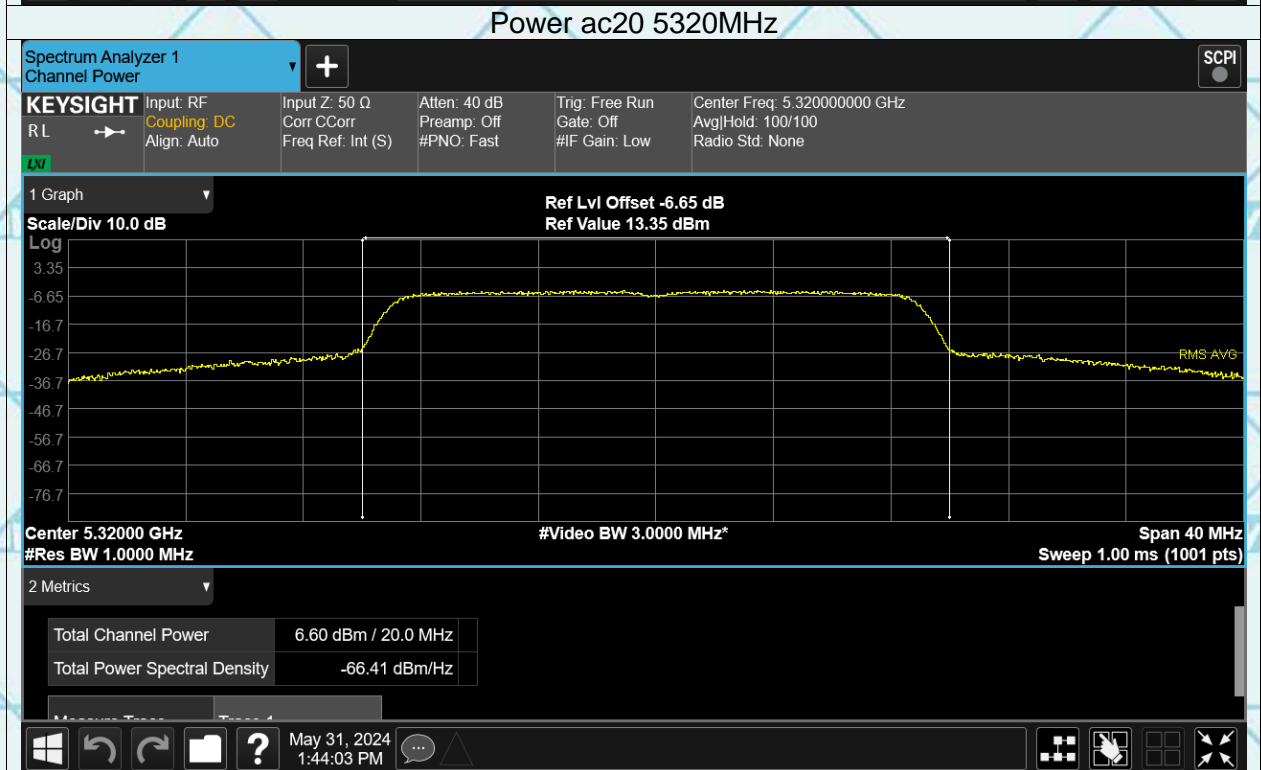 Power ac20 5320MHz
Spectrum Analyzer 1
Channel Power
SCPI
KEYSIGHT Input: RF Input Z: 50 Ω Atten: 40 dB Trig: Free Run Center Freq: 5.320000000 GHz
R L Coupling: DC Corr CCorr Preamp: Off Gate: Off Avg|Hold: 100/100
Align: Auto Freq Ref: Int (S) #PNO: Fast #IF Gain: Low Radio Std: None
LXI
1 Graph
Ref Lvl Offset -6.65 dB
Scale/Div 10.0 dB Ref Value 13.35 dBm
Log
3.35
-6.65
-16.7
-26.7
RMS AVG
-36.7
-46.7
-56.7
-66.7
-76.7
Center 5.32000 GHz #Video BW 3.0000 MHz* Span 40 MHz
#Res BW 1.0000 MHz Sweep 1.00 ms (1001 pts)
2 Metrics
Total Channel Power 6.60 dBm / 20.0 MHz
Total Power Spectral Density -66.41 dBm/Hz
Measure Trace Trace 1
May 31, 2024
1:44:03 PM